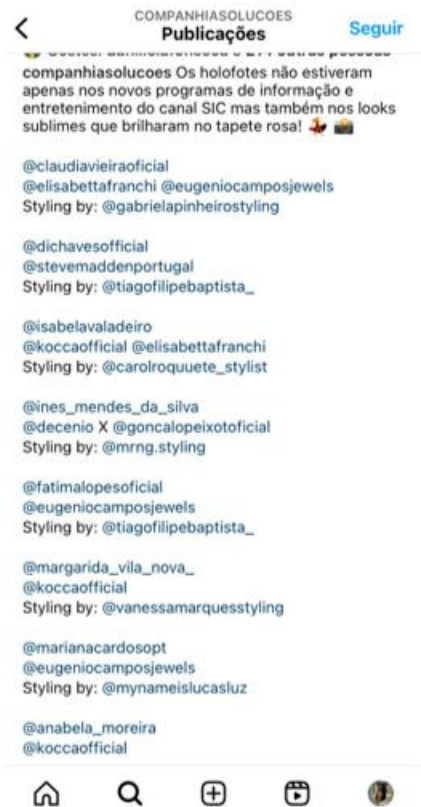 COMPANHIASOLUCOES
Publicações
Seguir
companhiasolucoes Os holofotes não estiveram
apenas nos novos programas de informação e
entretenimento do canal SIC mas também nos looks
sublimes que brilharam no tapete rosa! 💃 📸
@claudiavieiraoficial
@elisabettafranchi @eugeniocamposjewels
Styling by: @gabrielapinheirostyling
@dichavesofficial
@stevemaddenportugal
Styling by: @tiagofilipebaptista_
@isabelavaladeiro
@koccaofficial @elisabettafranchi
Styling by: @carolroquuete_stylist
@ines_mendes_da_silva
@decenio X @goncalopeixotoficial
Styling by: @mrng.styling
@fatimalopesoficial
@eugeniocamposjewels
Styling by: @tiagofilipebaptista_
@margarida_vila_nova_
@koccaofficial
Styling by: @vanessamarquesstyling
@marianacardosopt
@eugeniocamposjewels
Styling by: @mynameislucasluz
@anabela_moreira
@koccaofficial